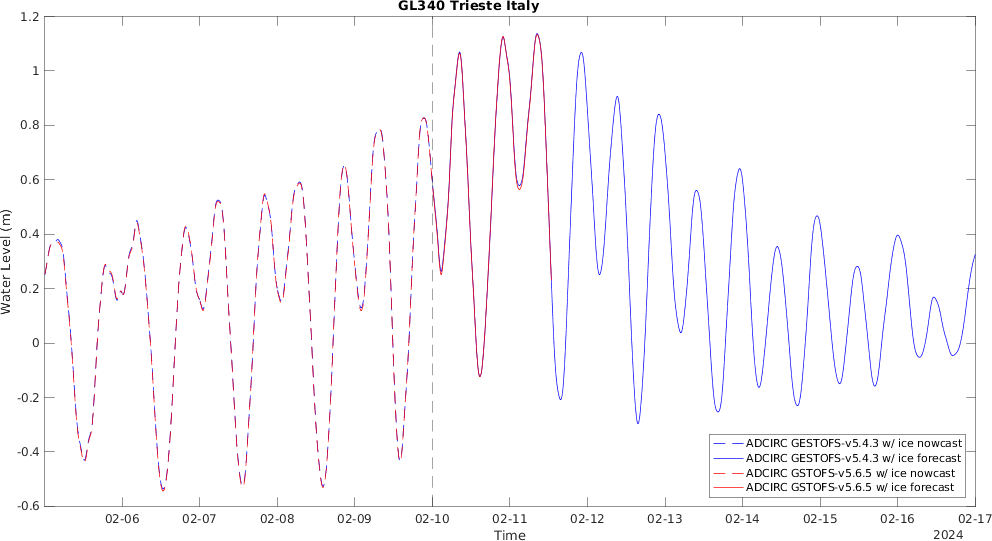 GL340 Trieste Italy
1.2
1
0.8
0.6
0.4
0.2
0
-0.2
-0.4
-0.6
Water Level (m)
02-06 02-07 02-08 02-09 02-10 02-11 02-12 02-13 02-14 02-15 02-16 02-17
Time
2024
ADCIRC GESTOFS-v5.4.3 w/ ice nowcast
ADCIRC GESTOFS-v5.4.3 w/ ice forecast
ADCIRC GSTOFS-v5.6.5 w/ ice nowcast
ADCIRC GSTOFS-v5.6.5 w/ ice forecast